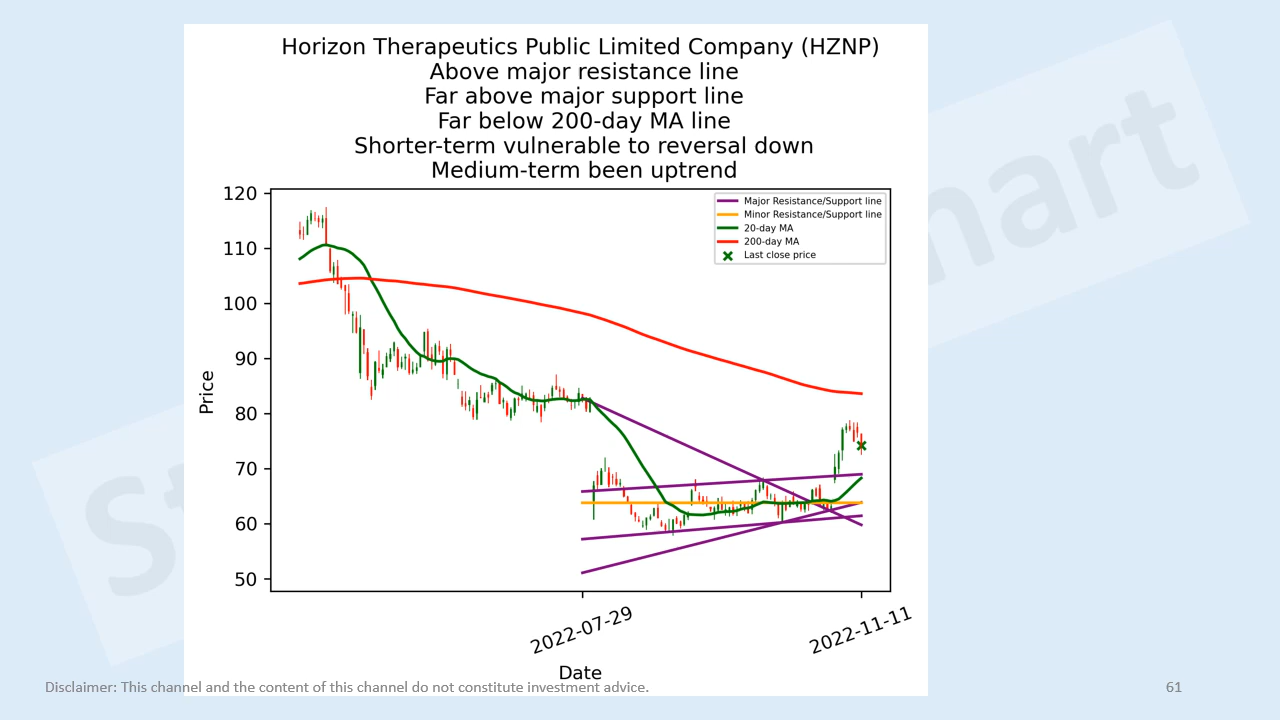 Horizon Therapeutics Public Limited Company (HZNP)
Above major resistance line
Far above major support line
Far below 200-day MA line
Shorter-term vulnerable to reversal down
Medium-term been uptrend
120
110
100
90
80
70
60
50
Price
Major Resistance/Support line
Minor Resistance/Support line
20-day MA
200-day MA
Last close price
2022-07-29
2022-11-11
Date
Disclaimer: This channel and the content of this channel do not constitute investment advice.
61